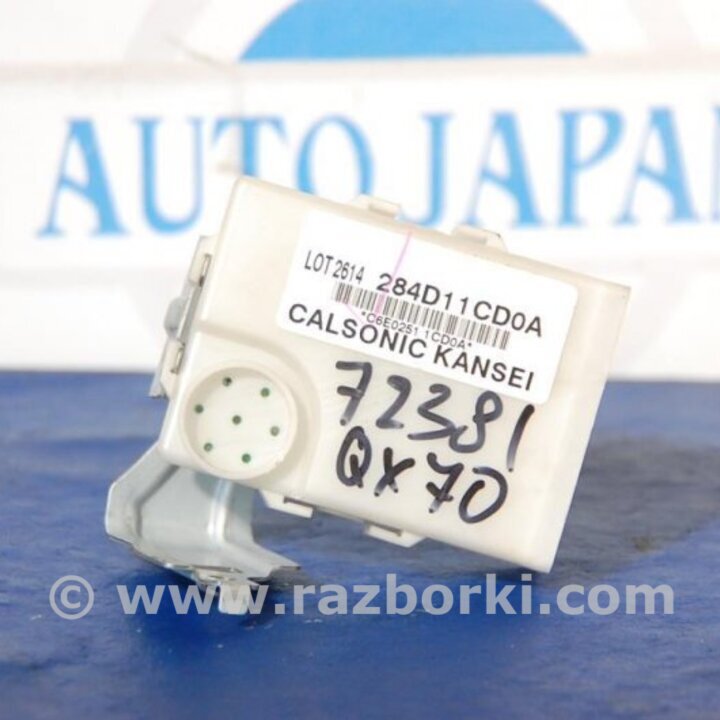 AUTO JAPAN
LOT 2614 284D11CD0A
*C6E0251 1CD0A*
CALSONIC KANSEI
72381
QX70
© www.razborki.com